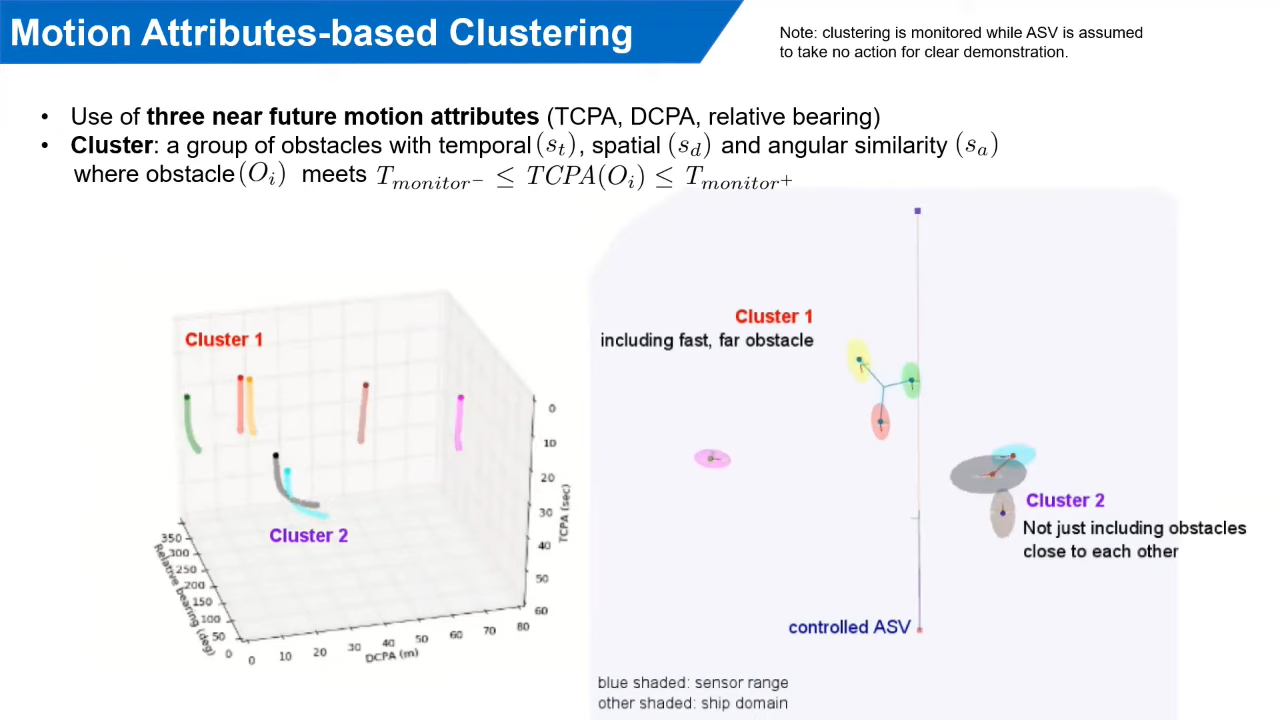 Motion Attributes-based Clustering
Note: clustering is monitored while ASV is assumed
to take no action for clear demonstration.
• Use of three near future motion attributes (TCPA, DCPA, relative bearing)
• Cluster: a group of obstacles with temporal (s_t), spatial (s_d) and angular similarity (s_a)
where obstacle (O_i) meets T_{monitor^-} ≤ TCPA(O_i) ≤ T_{monitor^+}
Cluster 1
Cluster 2
350
300
250
200
150
100
50
0
Relative bearing (deg)
0
10
20
30
40
50
60
70
80
DCPA (m)
0
10
20
30
40
50
60
TCPA (sec)
Cluster 1
including fast, far obstacle
Cluster 2
Not just including obstacles
close to each other
controlled ASV
blue shaded: sensor range
other shaded: ship domain